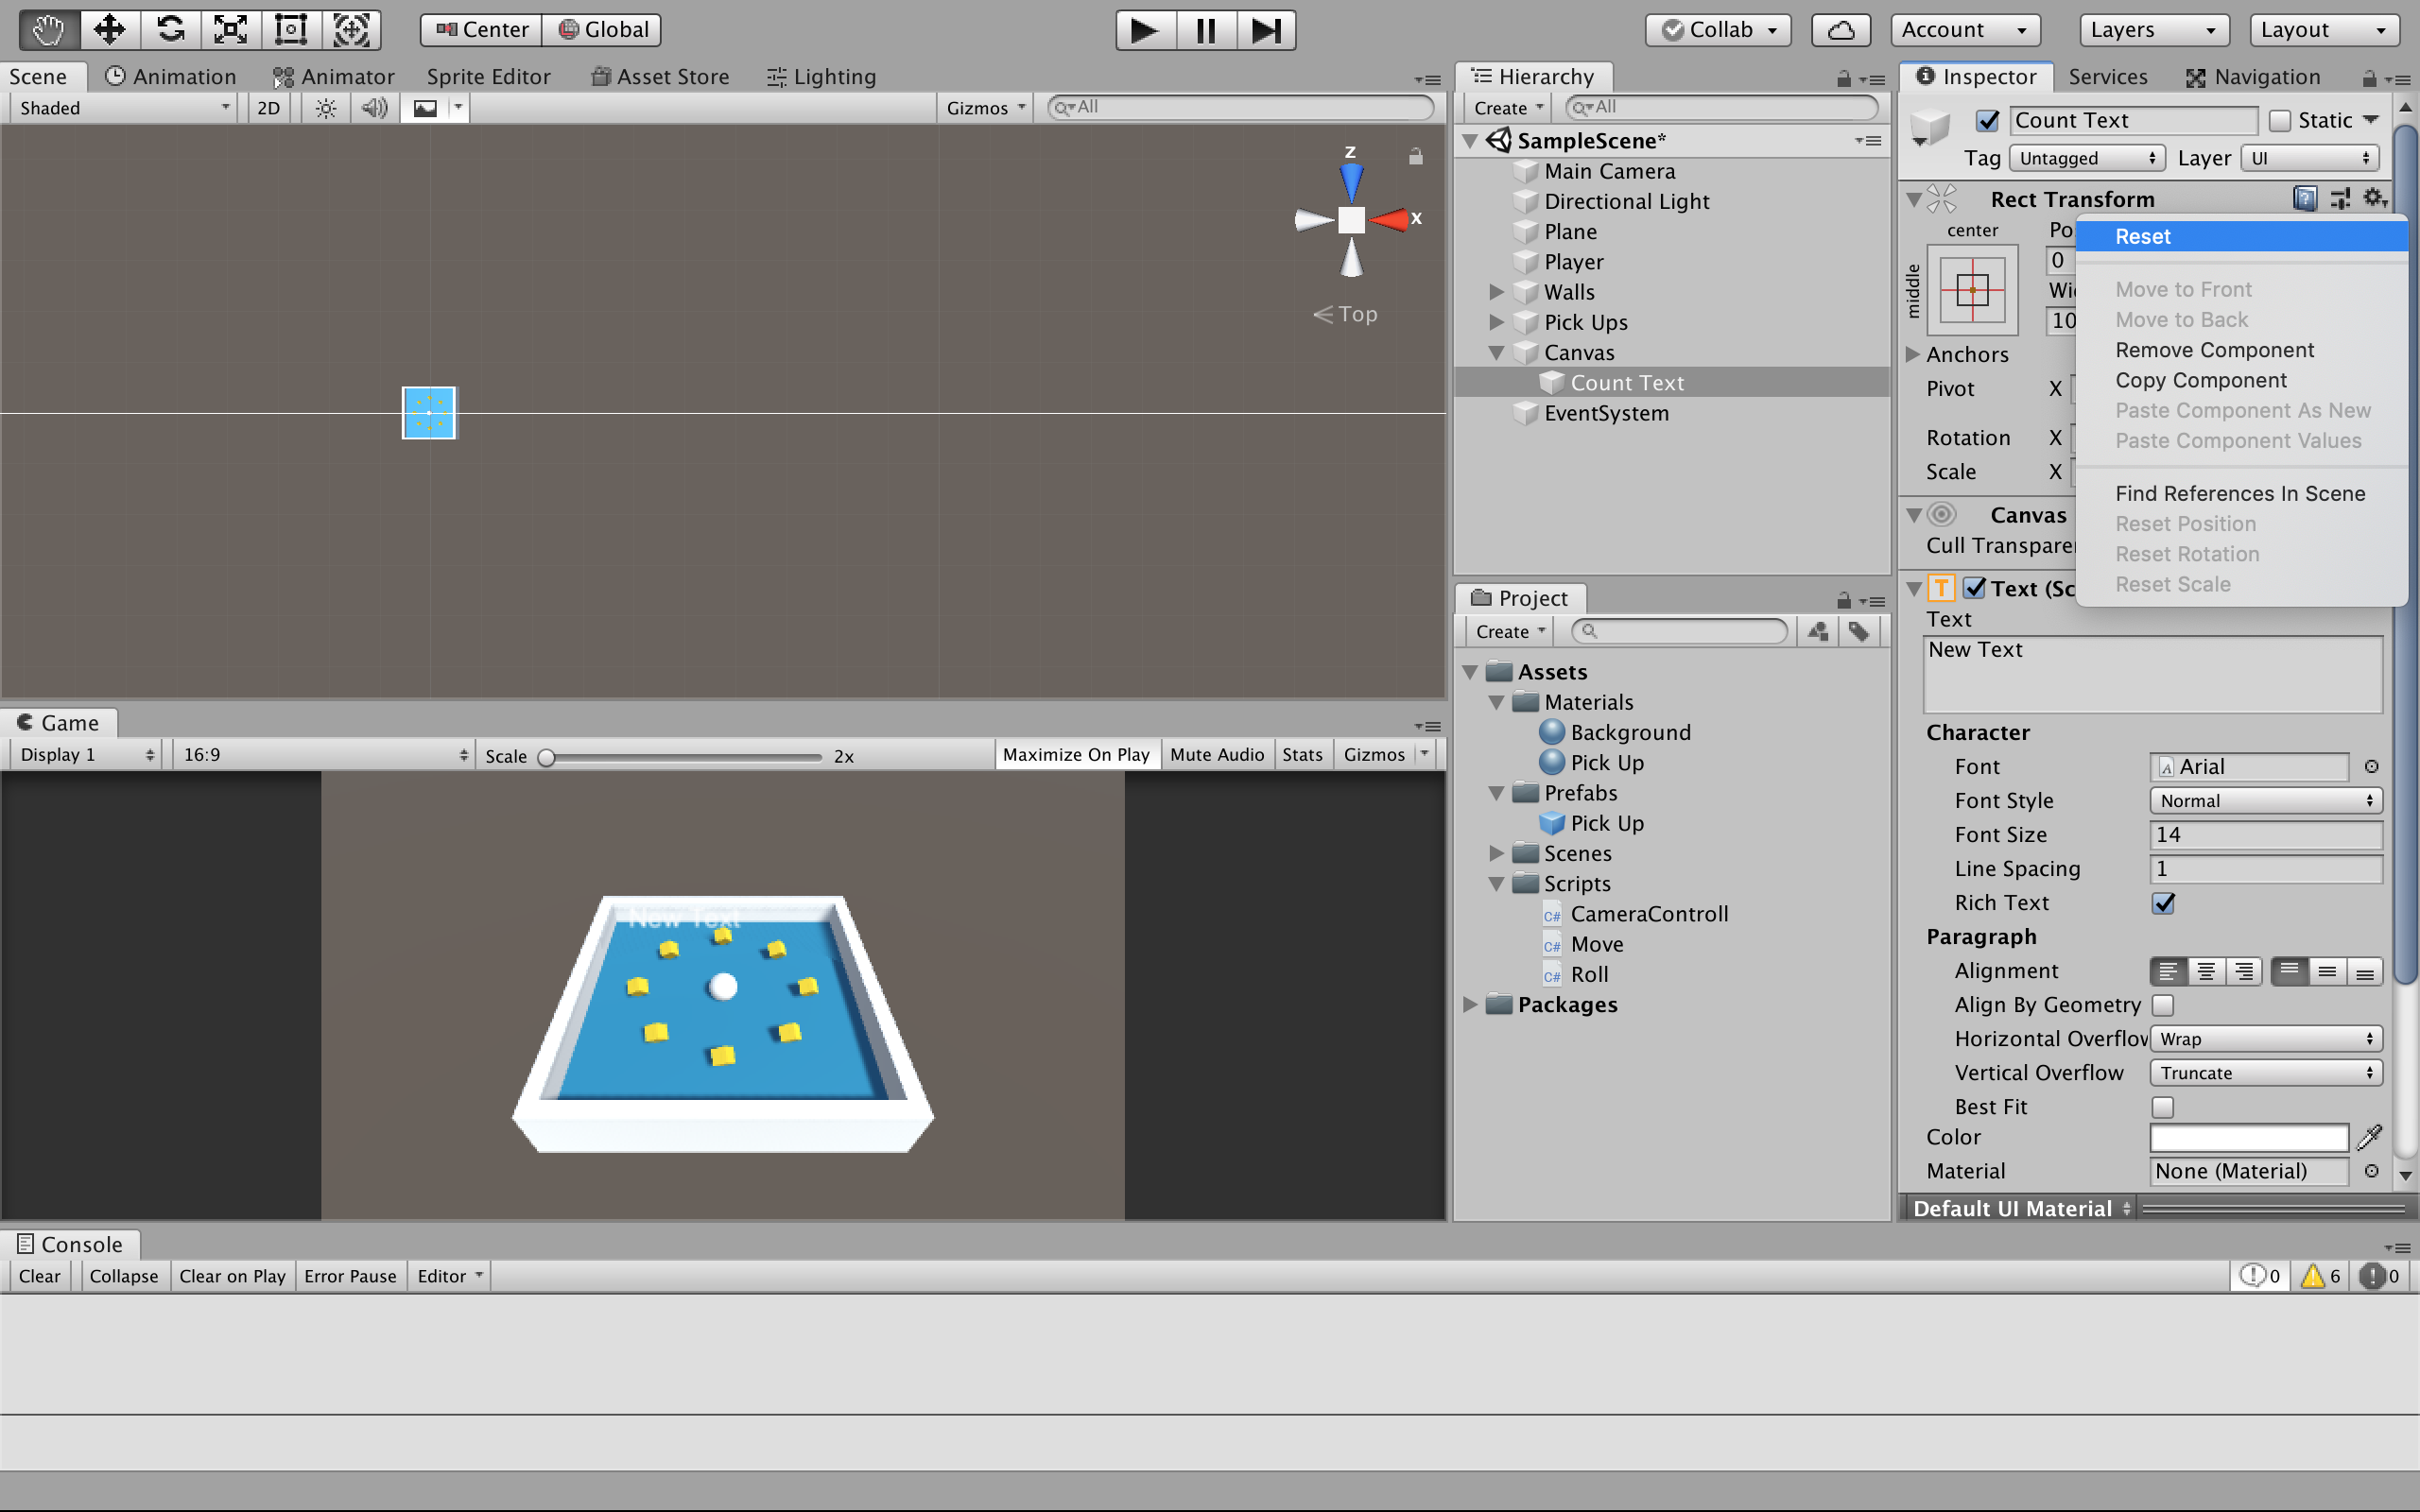 Center Global Collab Account Layers Layout
Scene Animation Animator Sprite Editor Asset Store Lighting
Shaded 2D Gizmos All
z
x
Top
Game
Display 1 16:9 Scale 2x Maximize On Play Mute Audio Stats Gizmos
New Text
Hierarchy
Create All
SampleScene*
Main Camera
Directional Light
Plane
Player
Walls
Pick Ups
Canvas
Count Text
EventSystem
Project
Create
Assets
Materials
Background
Pick Up
Prefabs
Pick Up
Scenes
Scripts
C# CameraControll
C# Move
C# Roll
Packages
Inspector Services Navigation
Count Text Static
Tag Untagged Layer UI
Rect Transform
center Po
middle
0
Wi
10
Anchors
Pivot X
Rotation X
Scale X
Reset
Move to Front
Move to Back
Remove Component
Copy Component
Paste Component As New
Paste Component Values
Find References In Scene
Reset Position
Reset Rotation
Reset Scale
Canvas
Cull Transpare
T Text (Sc
Text
New Text
Character
Font A Arial
Font Style Normal
Font Size 14
Line Spacing 1
Rich Text
Paragraph
Alignment
Align By Geometry
Horizontal Overflow Wrap
Vertical Overflow Truncate
Best Fit
Color
Material None (Material)
Default UI Material
Console
Clear Collapse Clear on Play Error Pause Editor 0 6 0